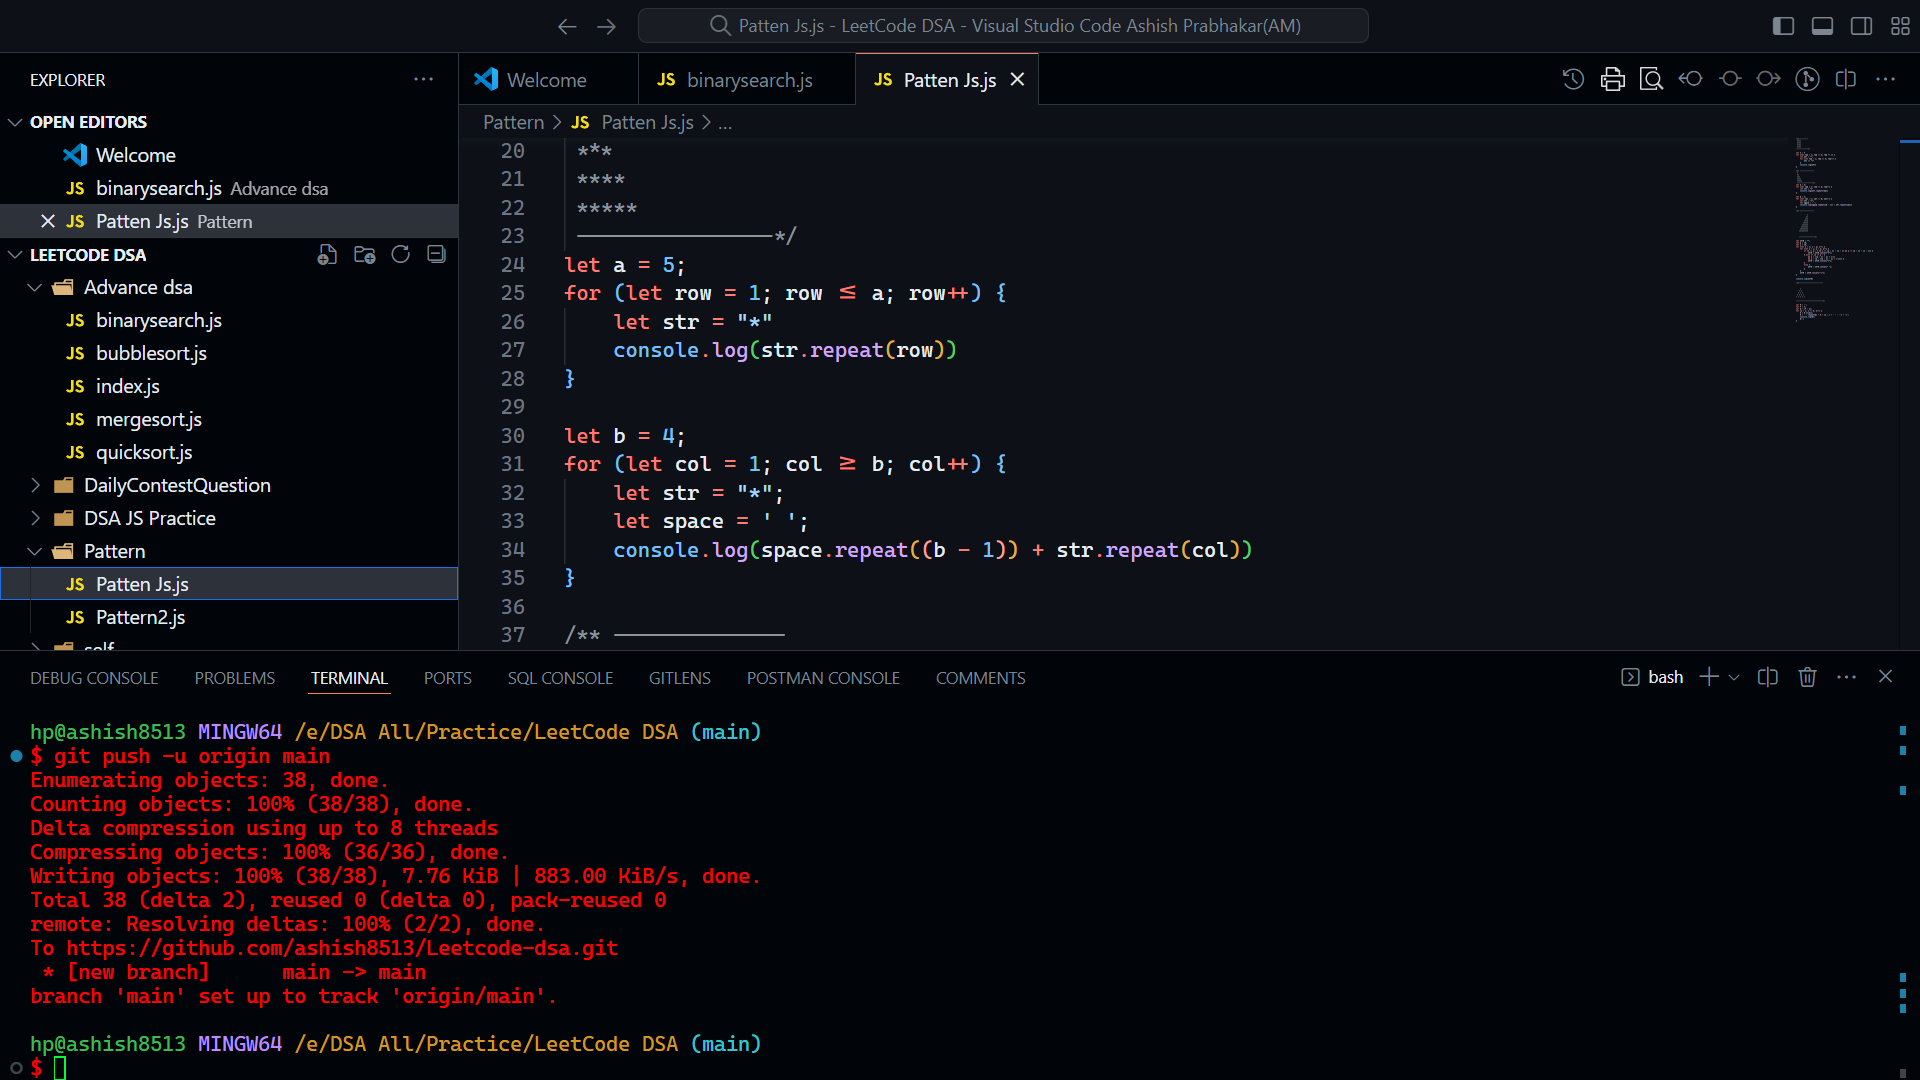 Patten Js.js - LeetCode DSA - Visual Studio Code Ashish Prabhakar(AM)
EXPLORER
OPEN EDITORS
Welcome
JS binarysearch.js Advance dsa
JS Patten Js.js Pattern
LEETCODE DSA
Advance dsa
JS binarysearch.js
JS bubblesort.js
JS index.js
JS mergesort.js
JS quicksort.js
DailyContestQuestion
DSA JS Practice
Pattern
JS Patten Js.js
JS Pattern2.js
self
Welcome
JS binarysearch.js
JS Patten Js.js
Pattern > JS Patten Js.js > ...
20 ***
21 ****
22 *****
23 ----------------*/
24 let a = 5;
25 for (let row = 1; row <= a; row++) {
26 let str = "*"
27 console.log(str.repeat(row))
28 }
29
30 let b = 4;
31 for (let col = 1; col >= b; col++) {
32 let str = "*";
33 let space = ' ';
34 console.log(space.repeat((b - 1)) + str.repeat(col))
35 }
36
37 /** --------------
DEBUG CONSOLE PROBLEMS TERMINAL PORTS SQL CONSOLE GITLENS POSTMAN CONSOLE COMMENTS
bash
hp@ashish8513 MINGW64 /e/DSA All/Practice/LeetCode DSA (main)
$ git push -u origin main
Enumerating objects: 38, done.
Counting objects: 100% (38/38), done.
Delta compression using up to 8 threads
Compressing objects: 100% (36/36), done.
Writing objects: 100% (38/38), 7.76 KiB | 883.00 KiB/s, done.
Total 38 (delta 2), reused 0 (delta 0), pack-reused 0
remote: Resolving deltas: 100% (2/2), done.
To https://github.com/ashish8513/Leetcode-dsa.git
* [new branch] main -> main
branch 'main' set up to track 'origin/main'.
hp@ashish8513 MINGW64 /e/DSA All/Practice/LeetCode DSA (main)
$